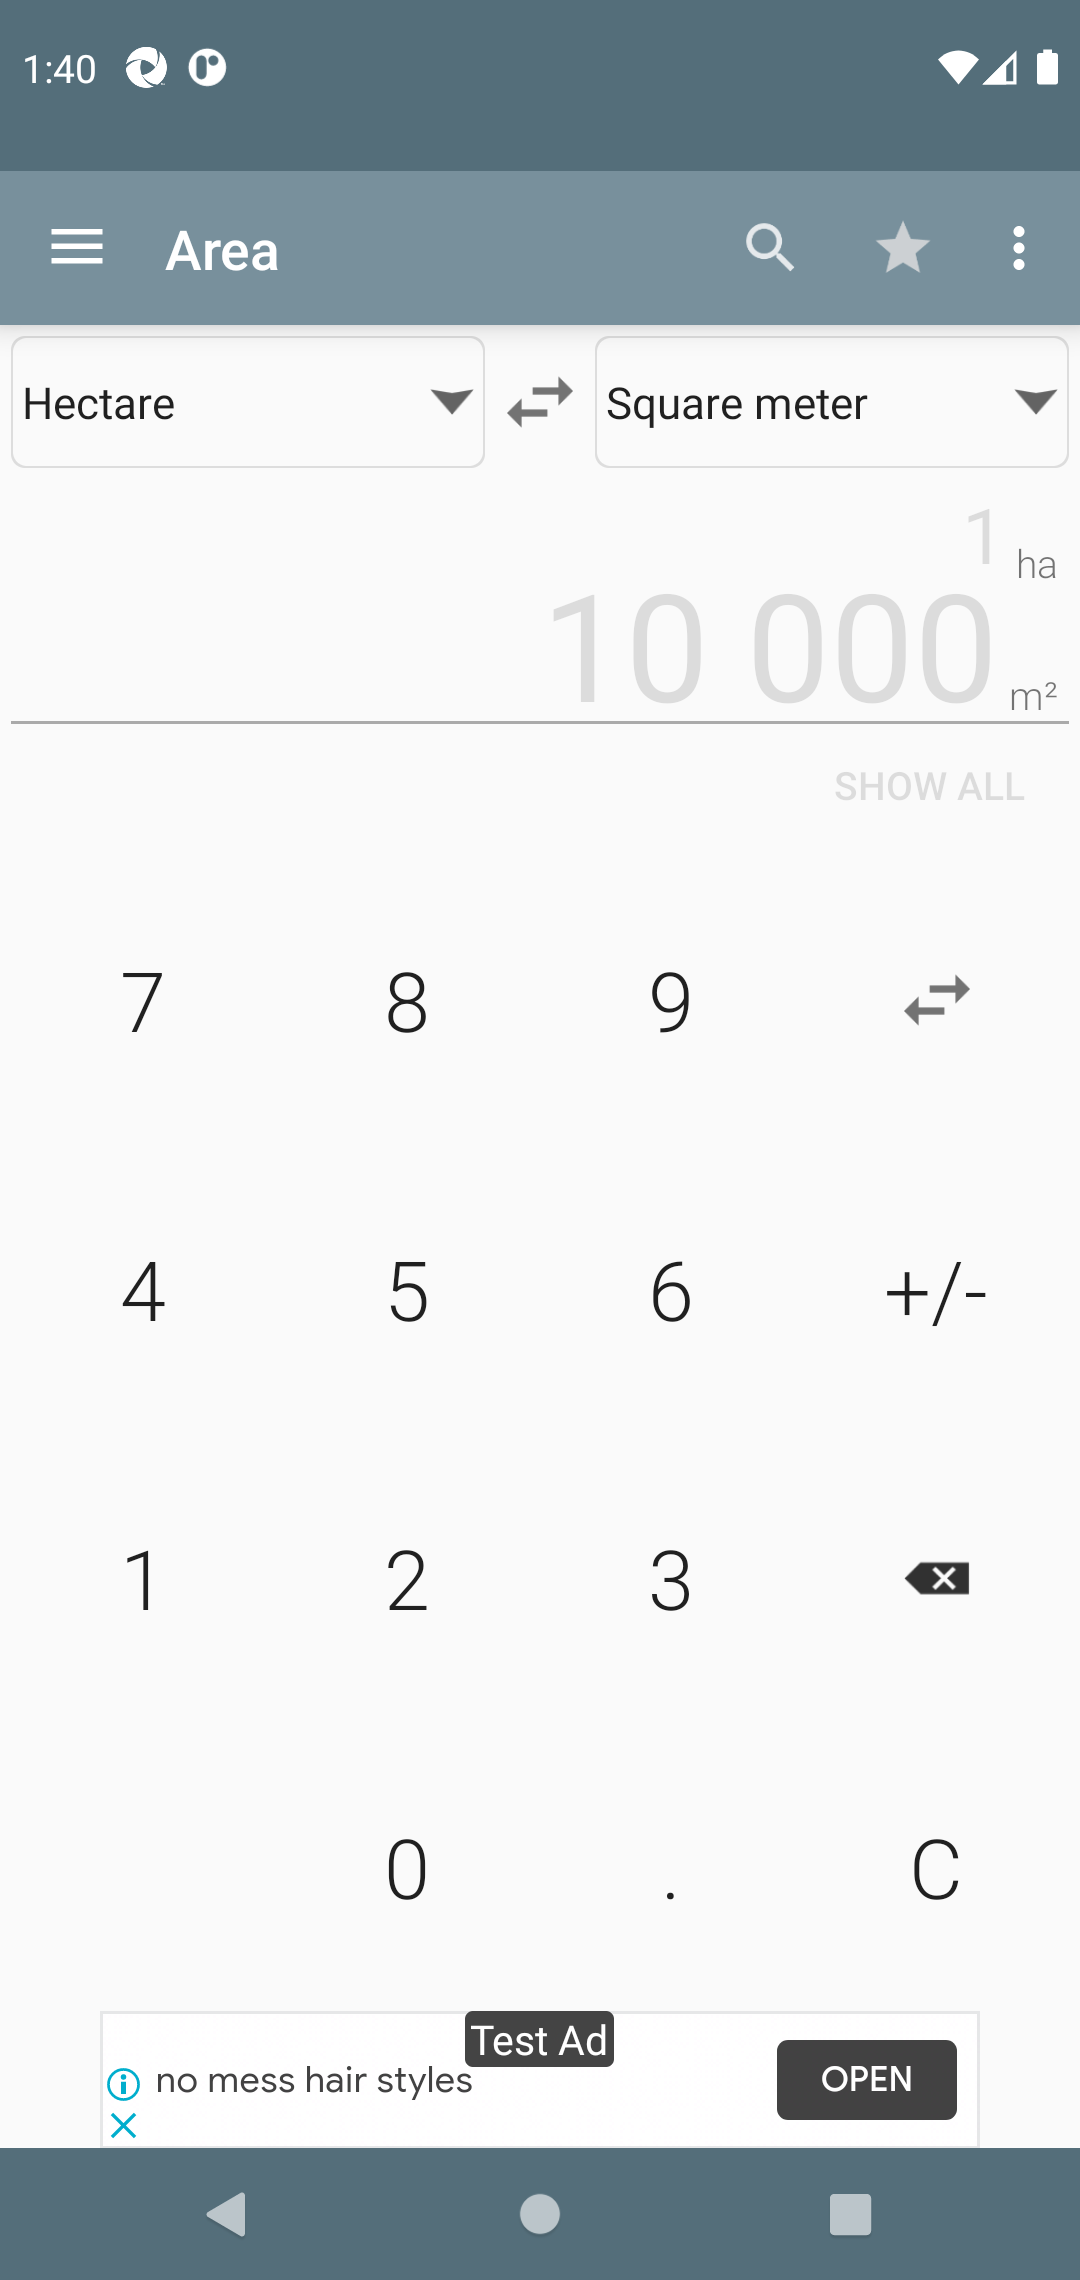 1:40
Area
Hectare
Square meter
1 ha
10 000 m²
SHOW ALL
7 8 9
4 5 6 +/-
1 2 3
0 . C
Test Ad
no mess hair styles
OPEN